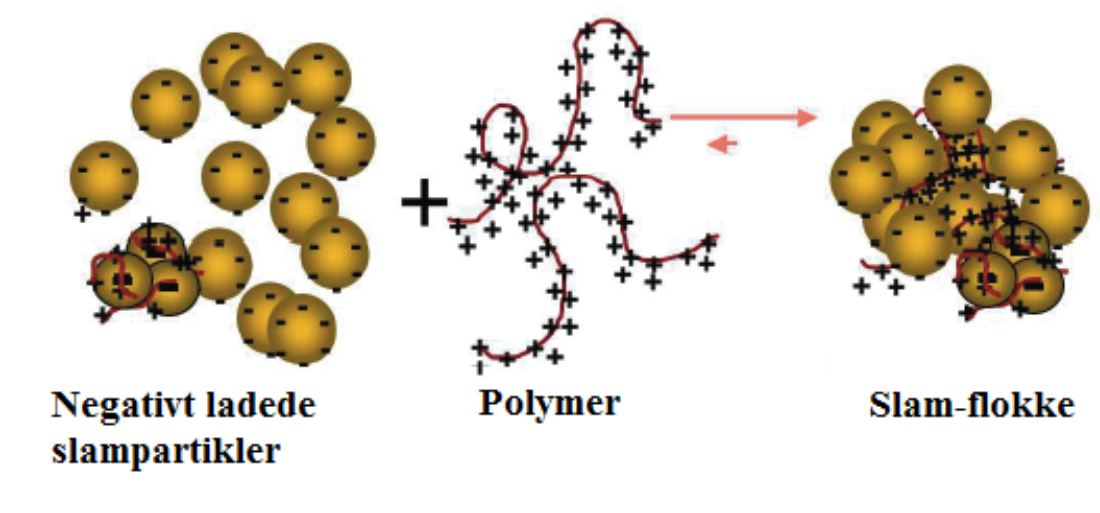 Negativt ladede
slampartikler
Polymer
Slam-flokke